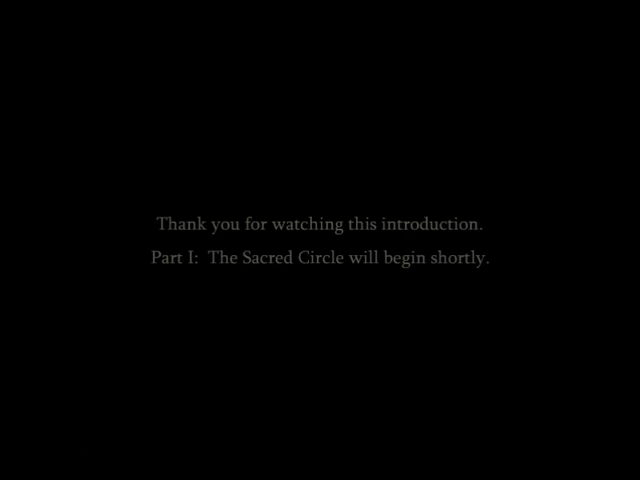 Thank you for watching this introduction.
Part I:  The Sacred Circle will begin shortly.